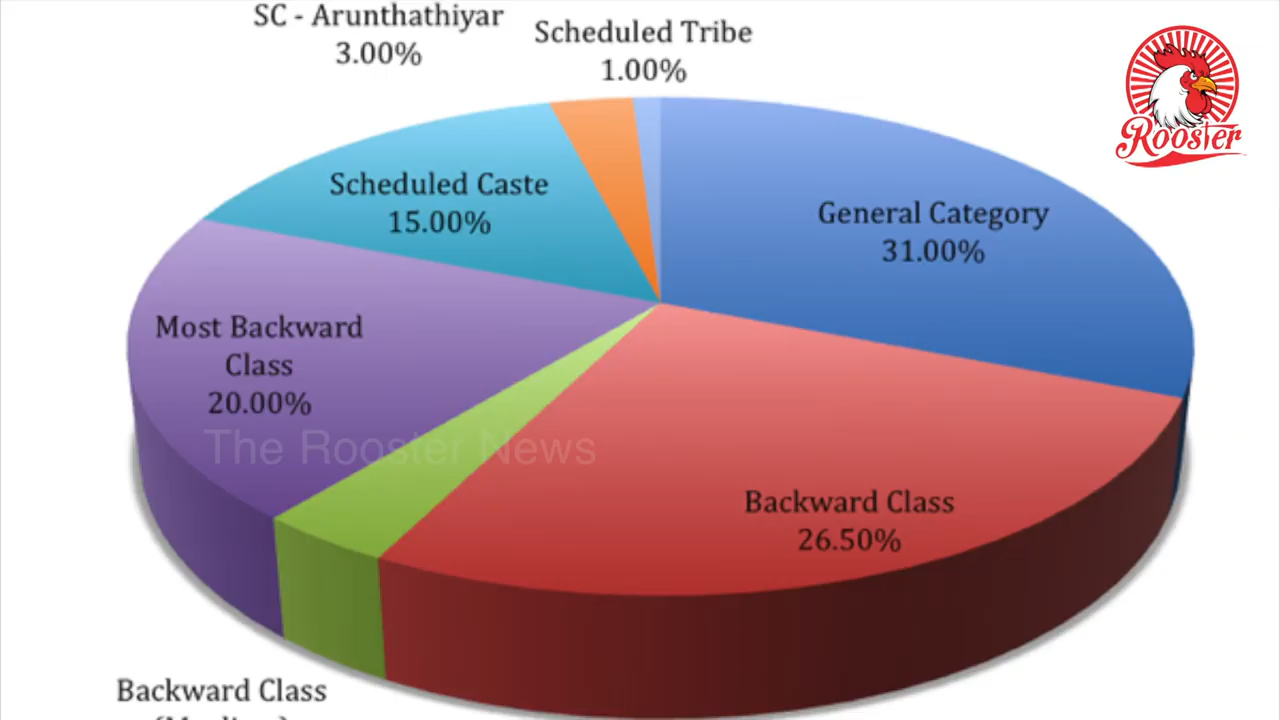 SC - Arunthathiyar
3.00%
Scheduled Tribe
1.00%
Rooster
Scheduled Caste
15.00%
General Category
31.00%
Most Backward
Class
20.00%
The Rooster News
Backward Class
26.50%
Backward Class